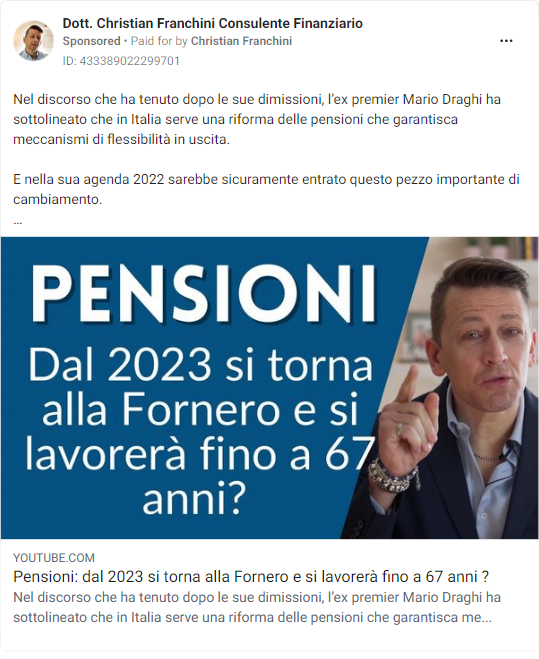 Dott. Christian Franchini Consulente Finanziario
Sponsored • Paid for by Christian Franchini
ID: 433389022299701
Nel discorso che ha tenuto dopo le sue dimissioni, l'ex premier Mario Draghi ha
sottolineato che in Italia serve una riforma delle pensioni che garantisca
meccanismi di flessibilità in uscita.
E nella sua agenda 2022 sarebbe sicuramente entrato questo pezzo importante di
cambiamento.
...
PENSIONI
Dal 2023 si torna
alla Fornero e si
lavorerà fino a 67
anni?
YOUTUBE.COM
Pensioni: dal 2023 si torna alla Fornero e si lavorerà fino a 67 anni ?
Nel discorso che ha tenuto dopo le sue dimissioni, l'ex premier Mario Draghi ha
sottolineato che in Italia serve una riforma delle pensioni che garantisca me...